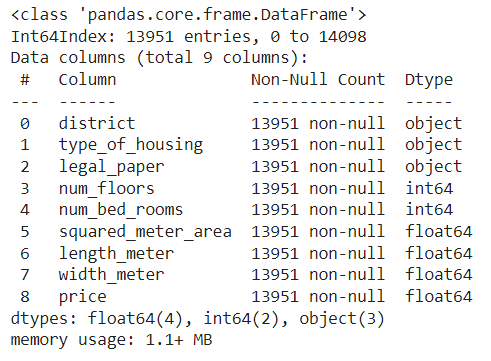 <class 'pandas.core.frame.DataFrame'>
Int64Index: 13951 entries, 0 to 14098
Data columns (total 9 columns):
 #   Column              Non-Null Count  Dtype
---  ------              --------------  -----
 0   district            13951 non-null  object
 1   type_of_housing     13951 non-null  object
 2   legal_paper         13951 non-null  object
 3   num_floors          13951 non-null  int64
 4   num_bed_rooms       13951 non-null  int64
 5   squared_meter_area  13951 non-null  float64
 6   length_meter        13951 non-null  float64
 7   width_meter         13951 non-null  float64
 8   price               13951 non-null  float64
dtypes: float64(4), int64(2), object(3)
memory usage: 1.1+ MB